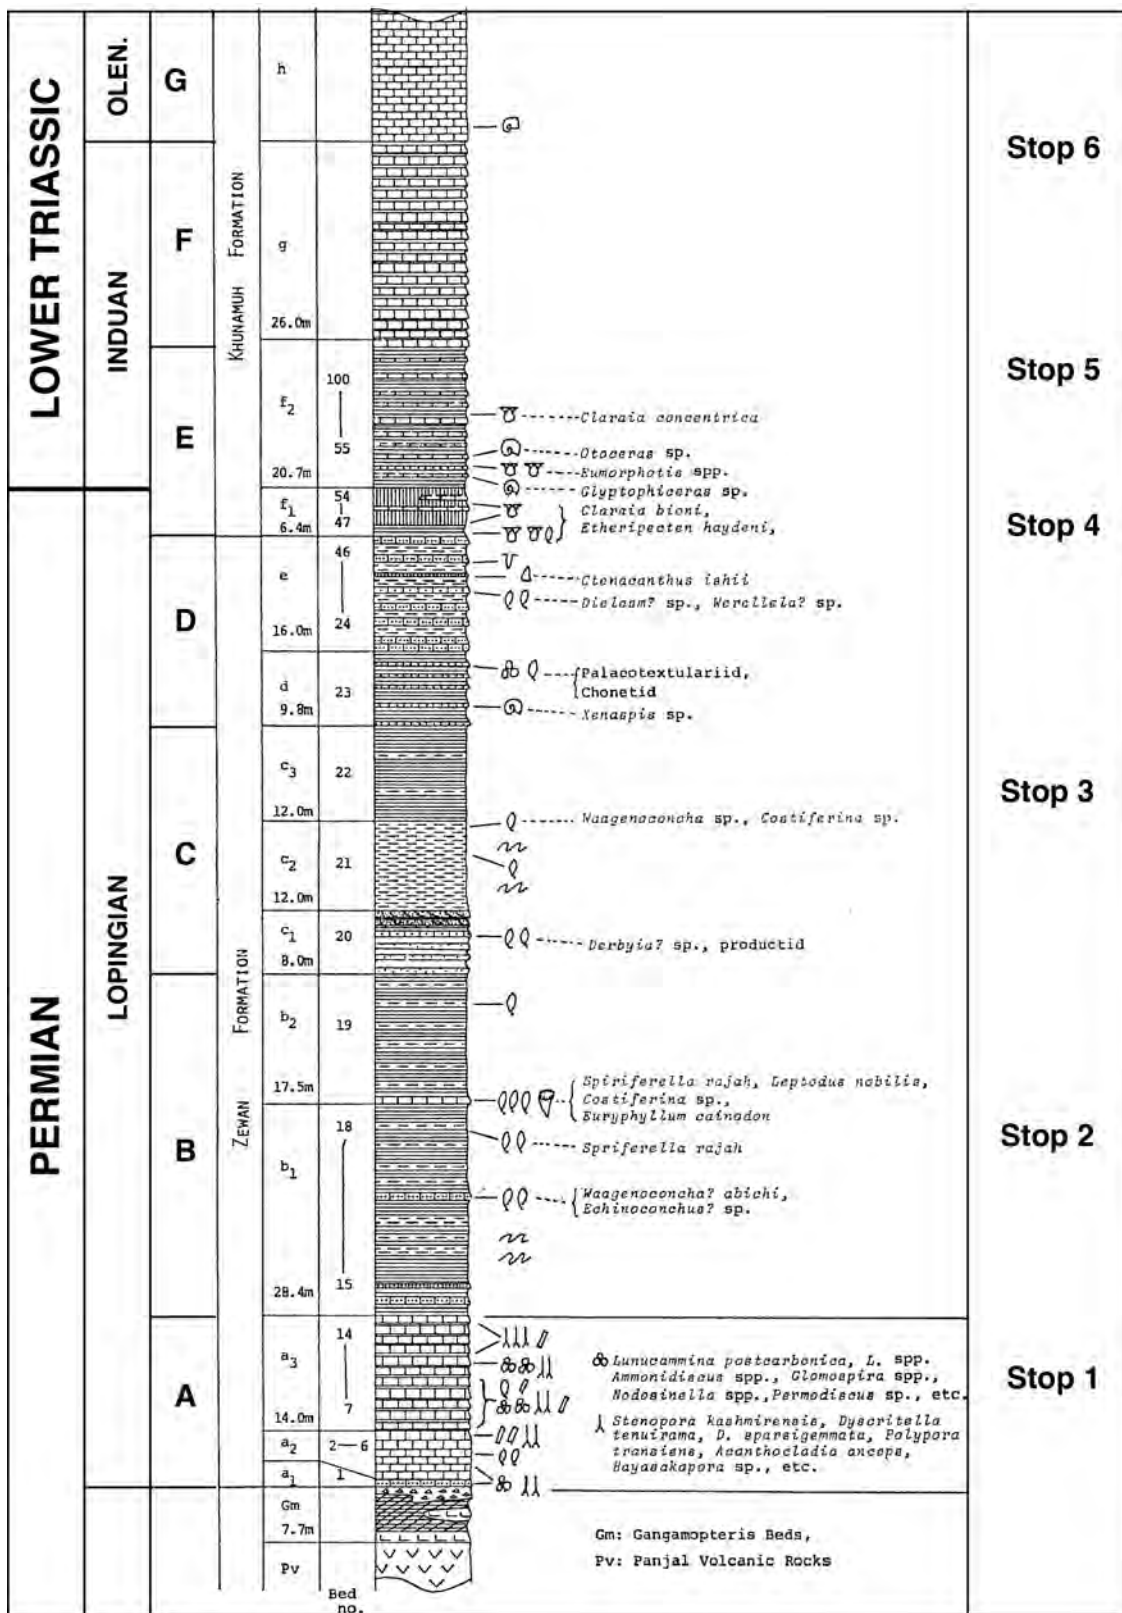 LOWER TRIASSIC
PERMIAN
OLEN.
INDUAN
LOPINGIAN
G
F
E
D
C
B
A
KHUNAMUH FORMATION
ZEWAN FORMATION
h
g
26.0m
f2
20.7m
f1
6.4m
e
16.0m
d
9.8m
c3
12.0m
c2
12.0m
c1
8.0m
b2
17.5m
b1
28.4m
a3
14.0m
a2
a1
Gm
7.7m
Pv
100
55
54
47
46
24
23
22
21
20
19
18
15
14
7
2—6
1
Bed
no.
Claraia concentrica
Otoceras sp.
Eumorphotis spp.
Glyptophiceras sp.
Claraia bioni,
Etheripecten haydeni,
Ctenacanthus ishii
Dielasm? sp., Werellela? sp.
Palaeotextulariid,
Chonetid
Xenaspis sp.
Waagenoconcha sp., Costiferina sp.
Derbyia? sp., productid
Spiriferella rajah, Leptodus nobilis,
Costiferina sp.,
Euryphyllum cainodon
Spriferella rajah
Waagenoconcha? abichi,
Echinoconchus? sp.
Lunucammina postcarbonica, L. spp.
Ammonidiscus spp., Glomospira spp.,
Nodosinella spp., Permodiscus sp., etc.
Stenopora kashmirensis, Dyscritella
tenuirama, D. sparsigemmata, Polypora
transiens, Acanthocladia anceps,
Hayasakapora sp., etc.
Gm: Gangamopteris Beds,
Pv: Panjal Volcanic Rocks
Stop 6
Stop 5
Stop 4
Stop 3
Stop 2
Stop 1